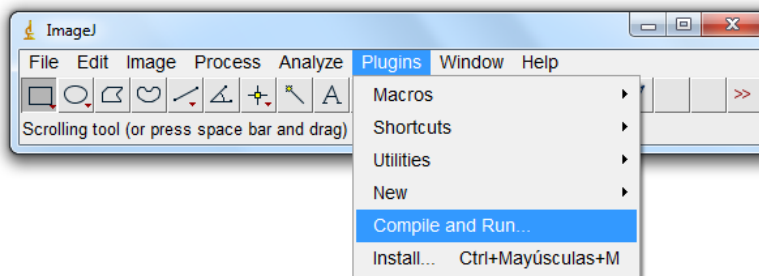 ImageJ
File Edit Image Process Analyze Plugins Window Help
A >>
Scrolling tool (or press space bar and drag)
Macros
Shortcuts
Utilities
New
Compile and Run...
Install... Ctrl+Mayúsculas+M